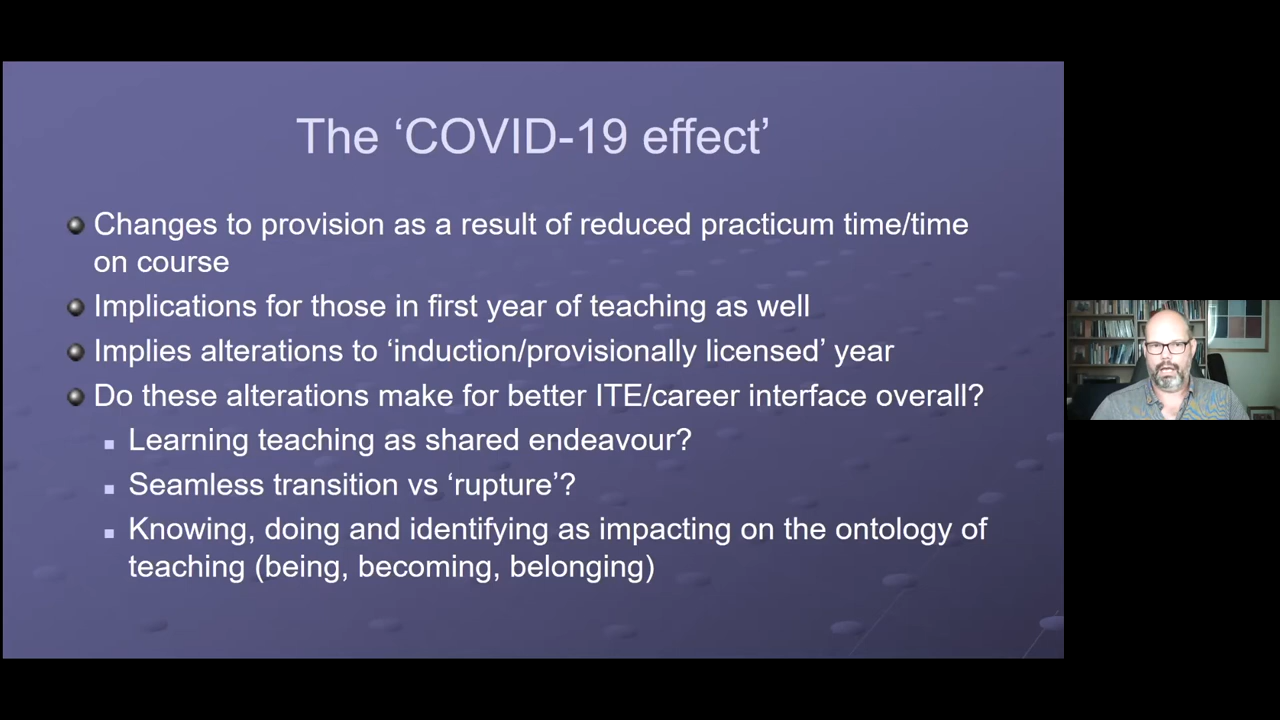 The ‘COVID-19 effect’
Changes to provision as a result of reduced practicum time/time
on course
Implications for those in first year of teaching as well
Implies alterations to ‘induction/provisionally licensed’ year
Do these alterations make for better ITE/career interface overall?
Learning teaching as shared endeavour?
Seamless transition vs ‘rupture’?
Knowing, doing and identifying as impacting on the ontology of
teaching (being, becoming, belonging)